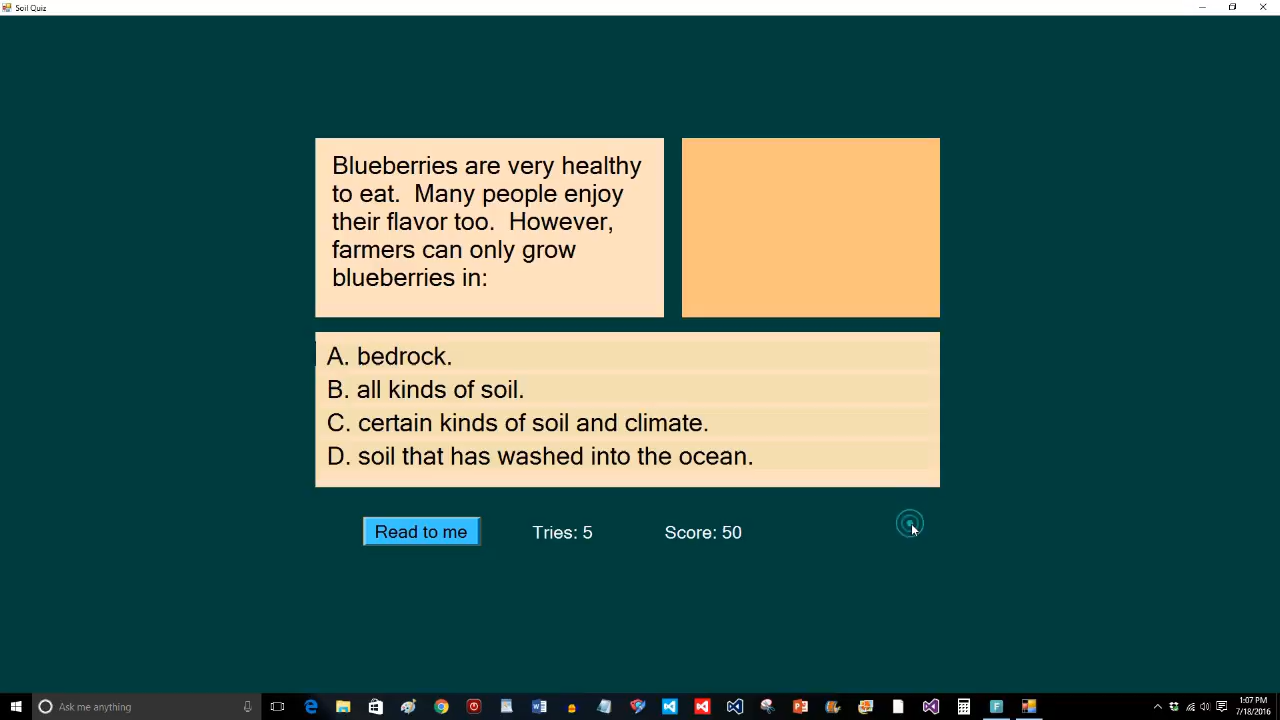 Soil Quiz
Blueberries are very healthy
to eat.  Many people enjoy
their flavor too.  However,
farmers can only grow
blueberries in:
A. bedrock.
B. all kinds of soil.
C. certain kinds of soil and climate.
D. soil that has washed into the ocean.
Read to me
Tries: 5
Score: 50
Ask me anything
1:07 PM
7/18/2016